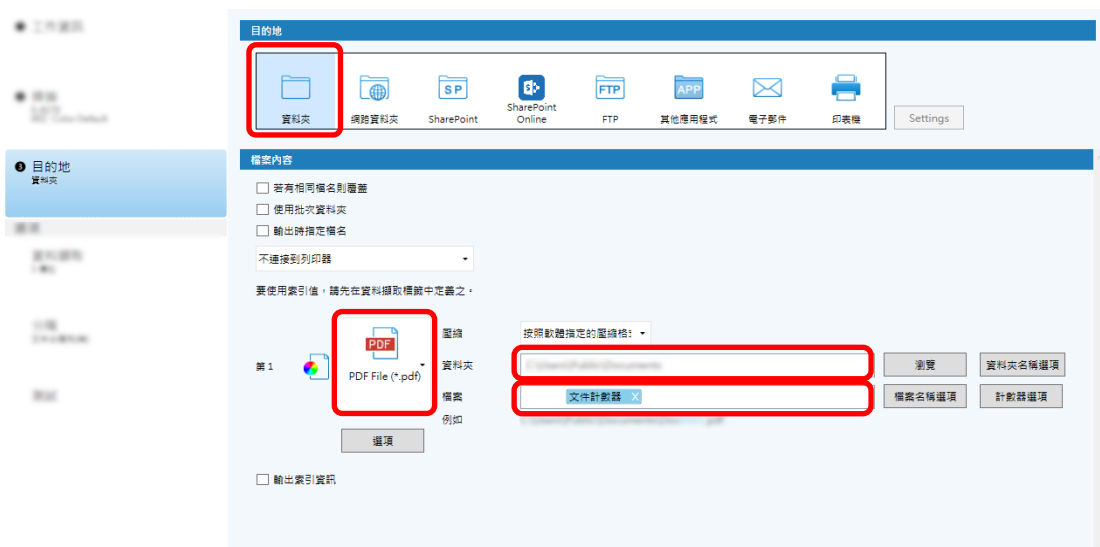 目的地
資料夾
網路資料夾
SharePoint
SharePoint
Online
FTP
其他應用程式
電子郵件
印表機
Settings
SP
FTP
APP
❸ 目的地
資料夾
檔案內容
若有相同檔名則覆蓋
使用批次資料夾
輸出時指定檔名
不連接到列印器
要使用索引值，請先在資料擷取標籤中定義之。
第 1
PDF
PDF File (*.pdf)
選項
壓縮
按照軟體指定的壓縮格
資料夾
瀏覽
資料夾名稱選項
檔案
文件計數器 X
檔案名稱選項
計數器選項
例如
輸出索引資訊